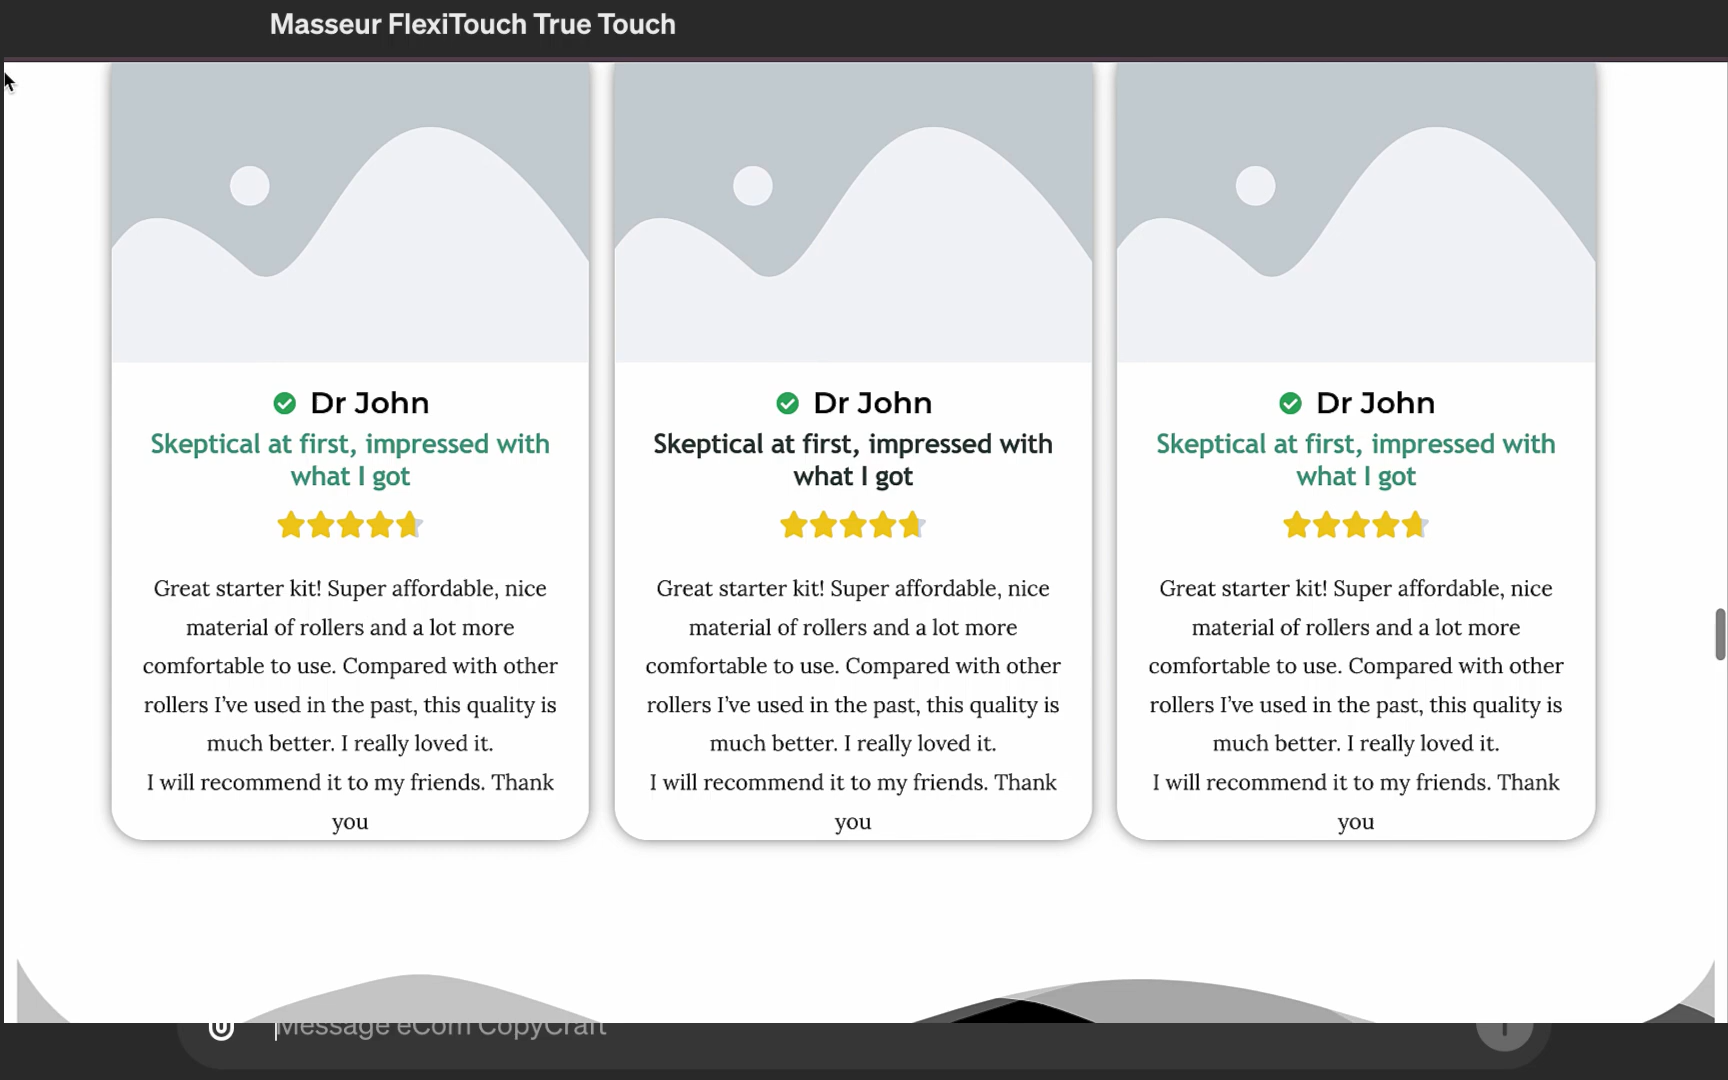 Masseur FlexiTouch True Touch
Dr John
Skeptical at first, impressed with
what I got
Great starter kit! Super affordable, nice
material of rollers and a lot more
comfortable to use. Compared with other
rollers I've used in the past, this quality is
much better. I really loved it.
I will recommend it to my friends. Thank
you
Dr John
Skeptical at first, impressed with
what I got
Great starter kit! Super affordable, nice
material of rollers and a lot more
comfortable to use. Compared with other
rollers I've used in the past, this quality is
much better. I really loved it.
I will recommend it to my friends. Thank
you
Dr John
Skeptical at first, impressed with
what I got
Great starter kit! Super affordable, nice
material of rollers and a lot more
comfortable to use. Compared with other
rollers I've used in the past, this quality is
much better. I really loved it.
I will recommend it to my friends. Thank
you
Message eCom CopyCraft